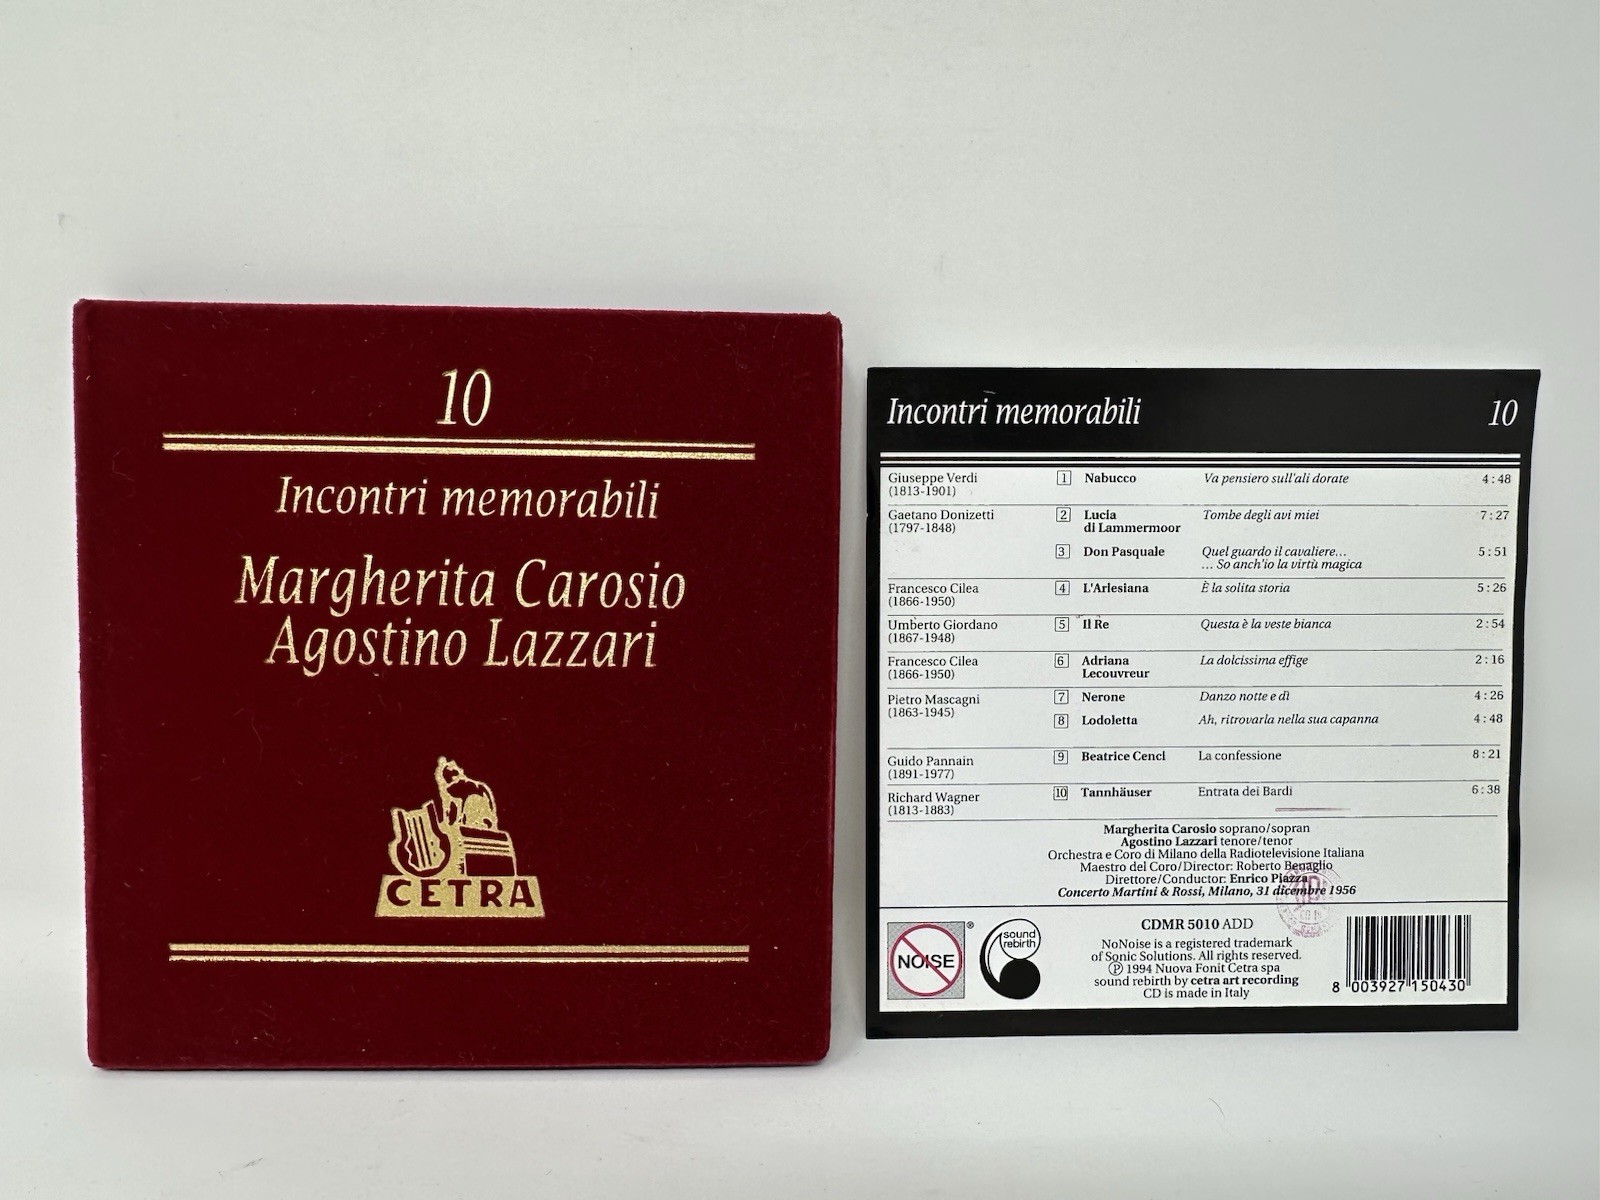 10
Incontri memorabili
Margherita Carosio
Agostino Lazzari
CETRA
Incontri memorabili 10
Giuseppe Verdi 1 Nabucco Va pensiero sull'ali dorate 4:48
(1813-1901)
Gaetano Donizetti 2 Lucia Tombe degli avi miei 7:27
(1797-1848) di Lammermoor
3 Don Pasquale Quel guardo il cavaliere... 5:51
... So anch'io la virtù magica
Francesco Cilea 4 L'Arlesiana È la solita storia 5:26
(1866-1950)
Umberto Giordano 5 Il Re Questa è la veste bianca 2:54
(1867-1948)
Francesco Cilea 6 Adriana La dolcissima effige 2:16
(1866-1950) Lecouvreur
Pietro Mascagni 7 Nerone Danzo notte e dì 4:26
(1863-1945)
8 Lodoletta Ah, ritrovarla nella sua capanna 4:48
Guido Pannain 9 Beatrice Cenci La confessione 8:21
(1891-1977)
Richard Wagner 10 Tannhäuser Entrata dei Bardi 6:38
(1813-1883)
Margherita Carosio soprano/sopran
Agostino Lazzari tenore/tenor
Orchestra e Coro di Milano della Radiotelevisione Italiana
Maestro del Coro/Director: Roberto Benaglio
Direttore/Conductor: Enrico Piazza
Concerto Martini & Rossi, Milano, 31 dicembre 1956
NOISE ®
sound
rebirth
CDMR 5010 ADD
NoNoise is a registered trademark
of Sonic Solutions. All rights reserved.
Ⓟ 1994 Nuova Fonit Cetra spa
sound rebirth by cetra art recording
CD is made in Italy
8 003927 150430